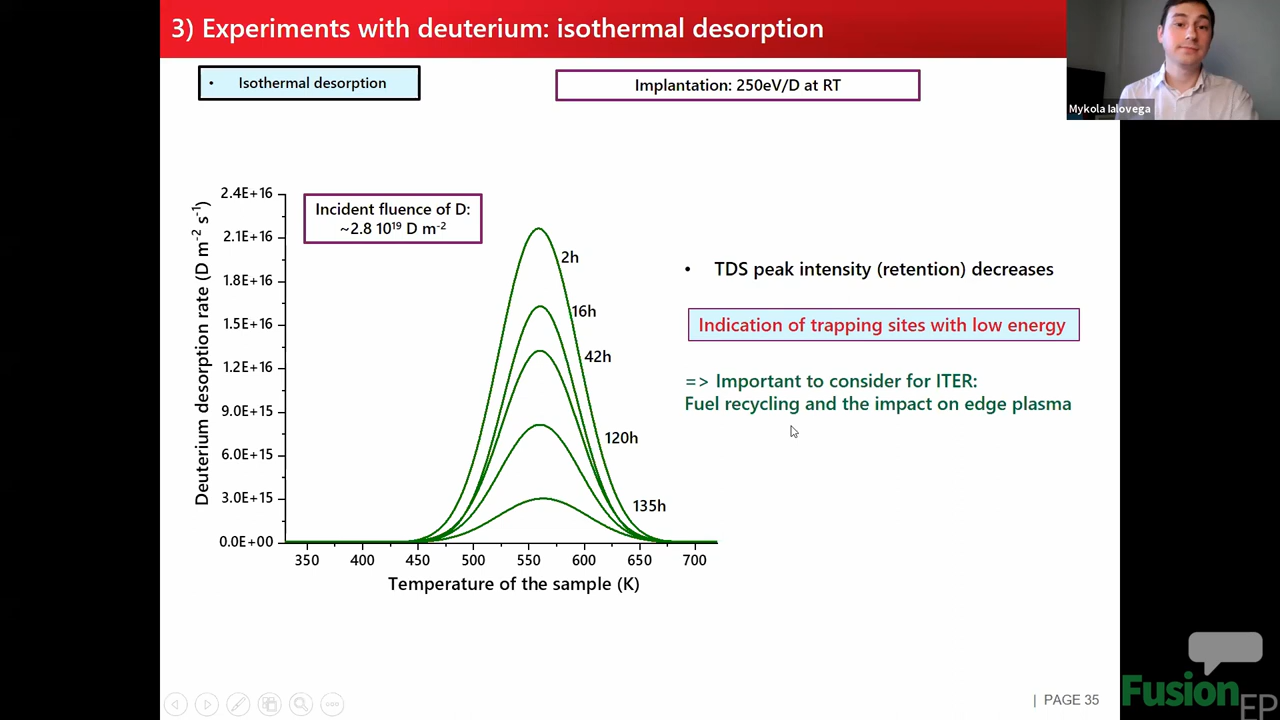 3) Experiments with deuterium: isothermal desorption
• Isothermal desorption
Implantation: 250eV/D at RT
Mykola Ialovega
Deuterium desorption rate (D m⁻² s⁻¹)
2.4E+16
2.1E+16
1.8E+16
1.5E+16
1.2E+16
9.0E+15
6.0E+15
3.0E+15
0.0E+00
Incident fluence of D:
~2.8 10¹⁹ D m⁻²
2h
16h
42h
120h
135h
350 400 450 500 550 600 650 700
Temperature of the sample (K)
• TDS peak intensity (retention) decreases
Indication of trapping sites with low energy
=> Important to consider for ITER:
Fuel recycling and the impact on edge plasma
| PAGE 35
Fusion
EP